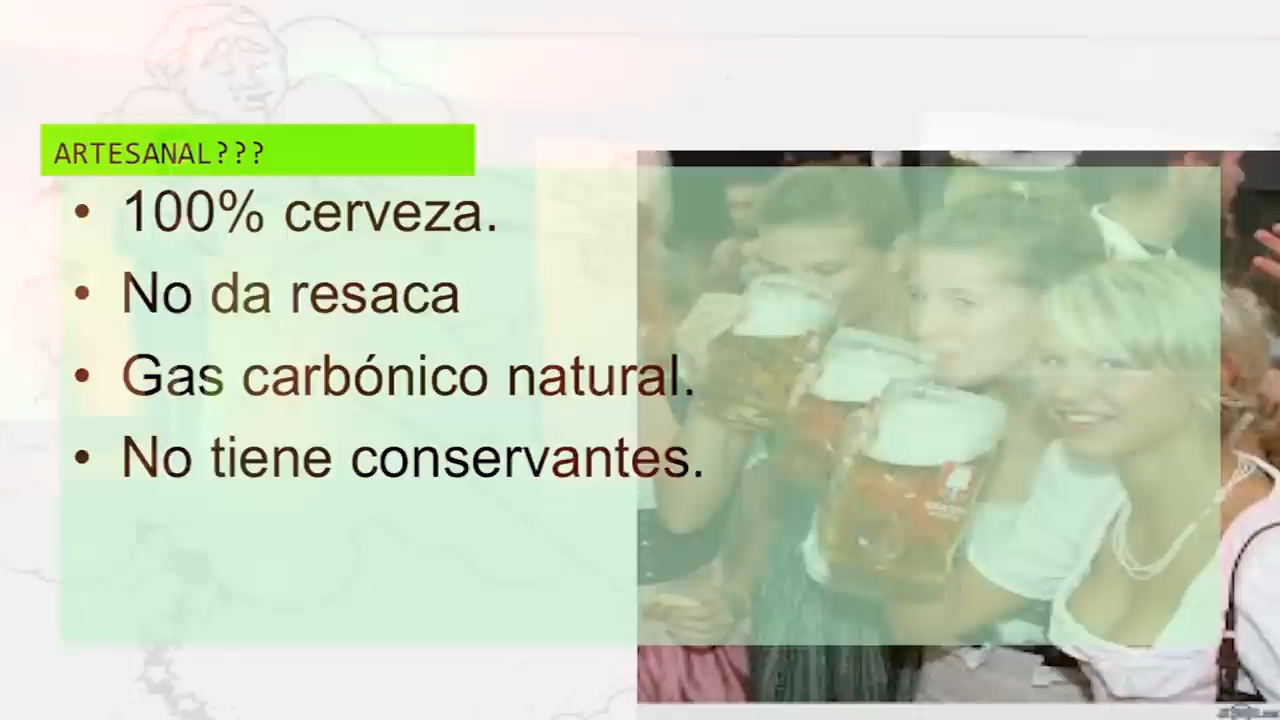 ARTESANAL???
• 100% cerveza.
• No da resaca
• Gas carbónico natural.
• No tiene conservantes.